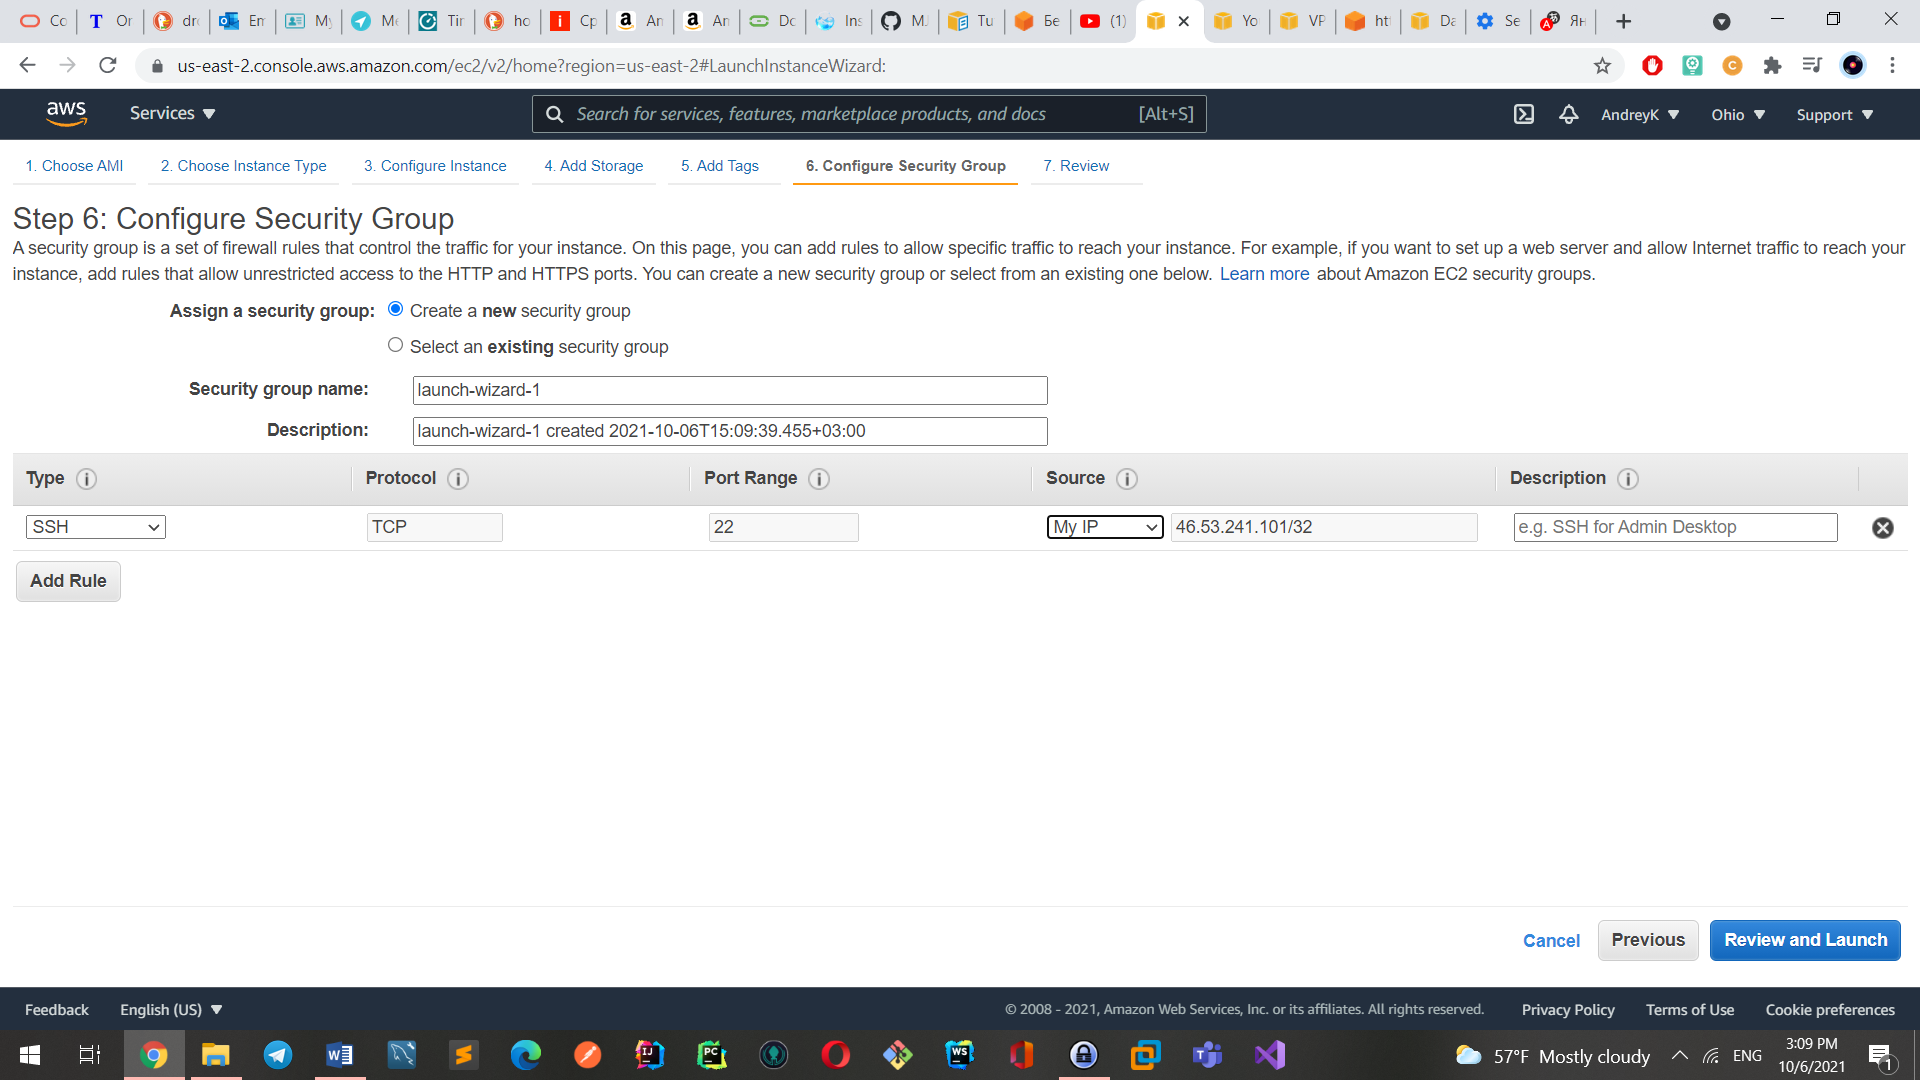 Co
Or
dr
Em
My
Me
Tir
ho
Cp
An
An
Do
Ins
MJ
Tu
Бе
(1)
Yo
VP
ht
Da
Se
Ян
us-east-2.console.aws.amazon.com/ec2/v2/home?region=us-east-2#LaunchInstanceWizard:
aws Services Search for services, features, marketplace products, and docs [Alt+S] AndreyK Ohio Support
1. Choose AMI 2. Choose Instance Type 3. Configure Instance 4. Add Storage 5. Add Tags 6. Configure Security Group 7. Review
Step 6: Configure Security Group
A security group is a set of firewall rules that control the traffic for your instance. On this page, you can add rules to allow specific traffic to reach your instance. For example, if you want to set up a web server and allow Internet traffic to reach your
instance, add rules that allow unrestricted access to the HTTP and HTTPS ports. You can create a new security group or select from an existing one below. Learn more about Amazon EC2 security groups.
Assign a security group: Create a new security group
Select an existing security group
Security group name: launch-wizard-1
Description: launch-wizard-1 created 2021-10-06T15:09:39.455+03:00
Type Protocol Port Range Source Description
SSH TCP 22 My IP 46.53.241.101/32 e.g. SSH for Admin Desktop
Add Rule
Cancel Previous Review and Launch
Feedback English (US) © 2008 - 2021, Amazon Web Services, Inc. or its affiliates. All rights reserved. Privacy Policy Terms of Use Cookie preferences
57°F Mostly cloudy ENG 3:09 PM
10/6/2021
1